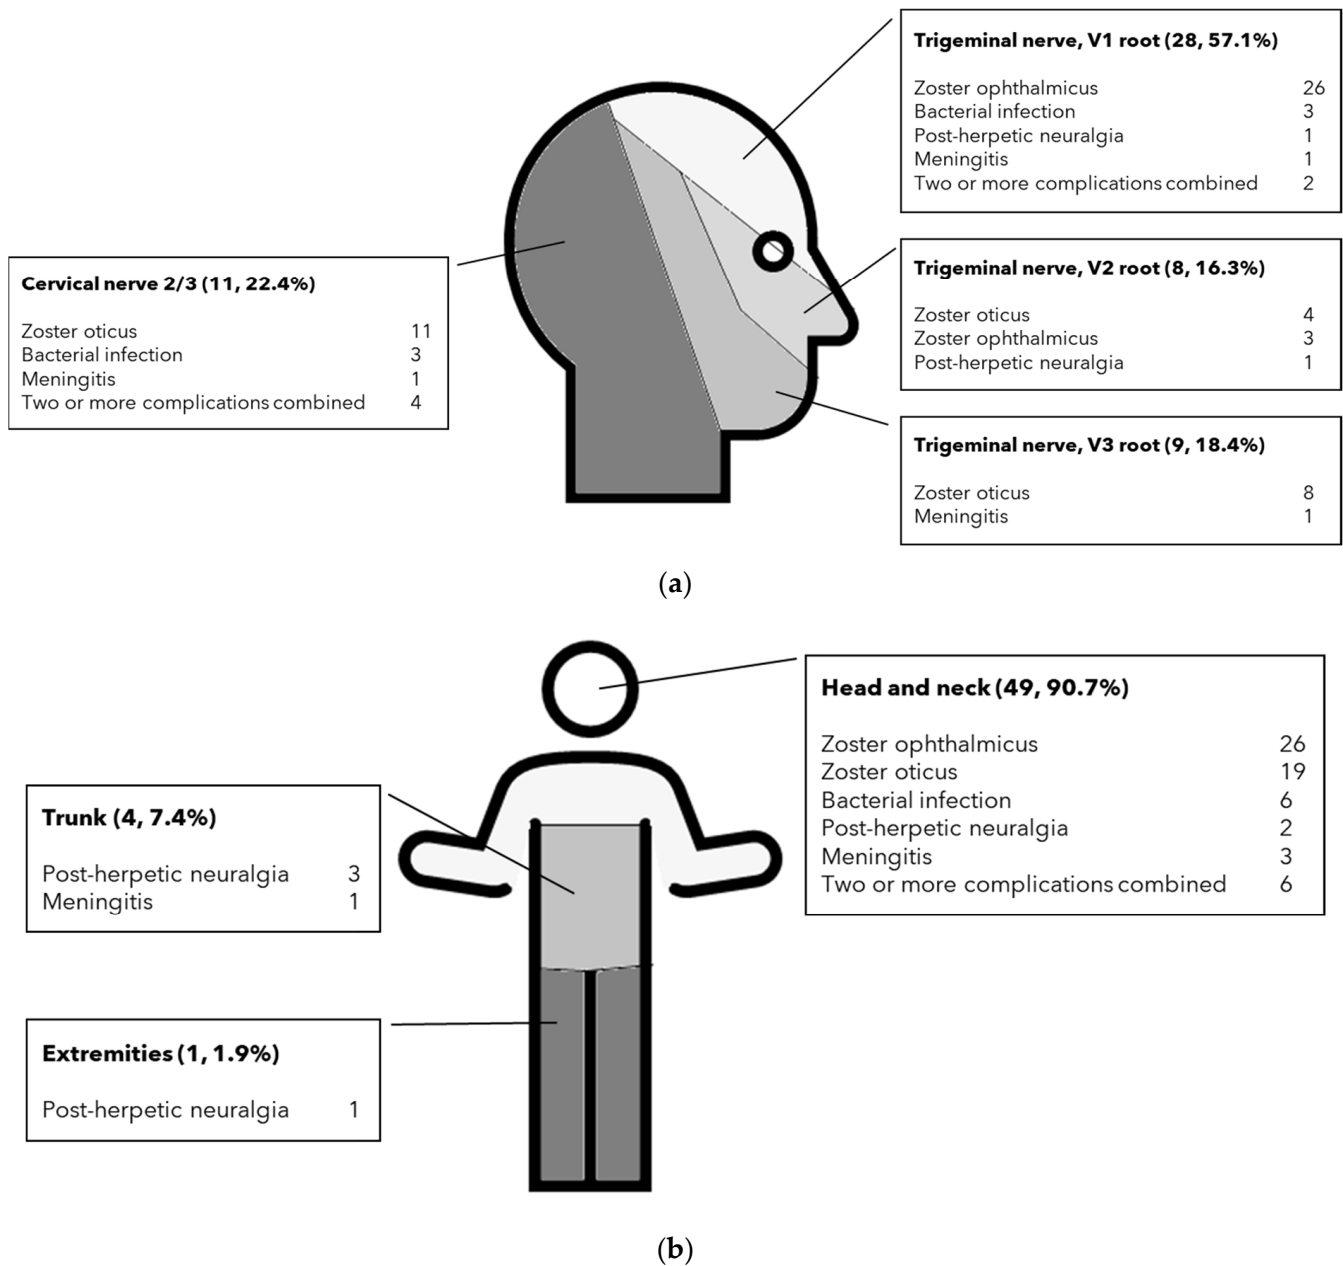 Trigeminal nerve, V1 root (28, 57.1%)
Zoster ophthalmicus 26
Bacterial infection 3
Post-herpetic neuralgia 1
Meningitis 1
Two or more complications combined 2
Cervical nerve 2/3 (11, 22.4%)
Zoster oticus 11
Bacterial infection 3
Meningitis 1
Two or more complications combined 4
Trigeminal nerve, V2 root (8, 16.3%)
Zoster oticus 4
Zoster ophthalmicus 3
Post-herpetic neuralgia 1
Trigeminal nerve, V3 root (9, 18.4%)
Zoster oticus 8
Meningitis 1
(a)
Head and neck (49, 90.7%)
Zoster ophthalmicus 26
Zoster oticus 19
Bacterial infection 6
Post-herpetic neuralgia 2
Meningitis 3
Two or more complications combined 6
Trunk (4, 7.4%)
Post-herpetic neuralgia 3
Meningitis 1
Extremities (1, 1.9%)
Post-herpetic neuralgia 1
(b)